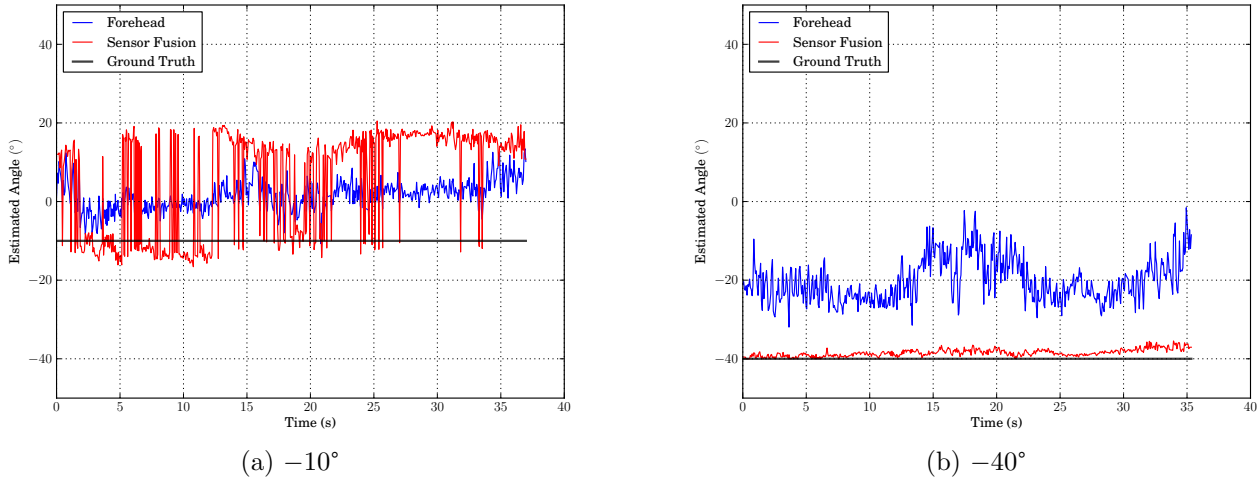 Forehead
Sensor Fusion
Ground Truth
40
20
0
−20
−40
Estimated Angle (°)
0 5 10 15 20 25 30 35 40
Time (s)
(a) −10°
Forehead
Sensor Fusion
Ground Truth
40
20
0
−20
−40
Estimated Angle (°)
0 5 10 15 20 25 30 35 40
Time (s)
(b) −40°